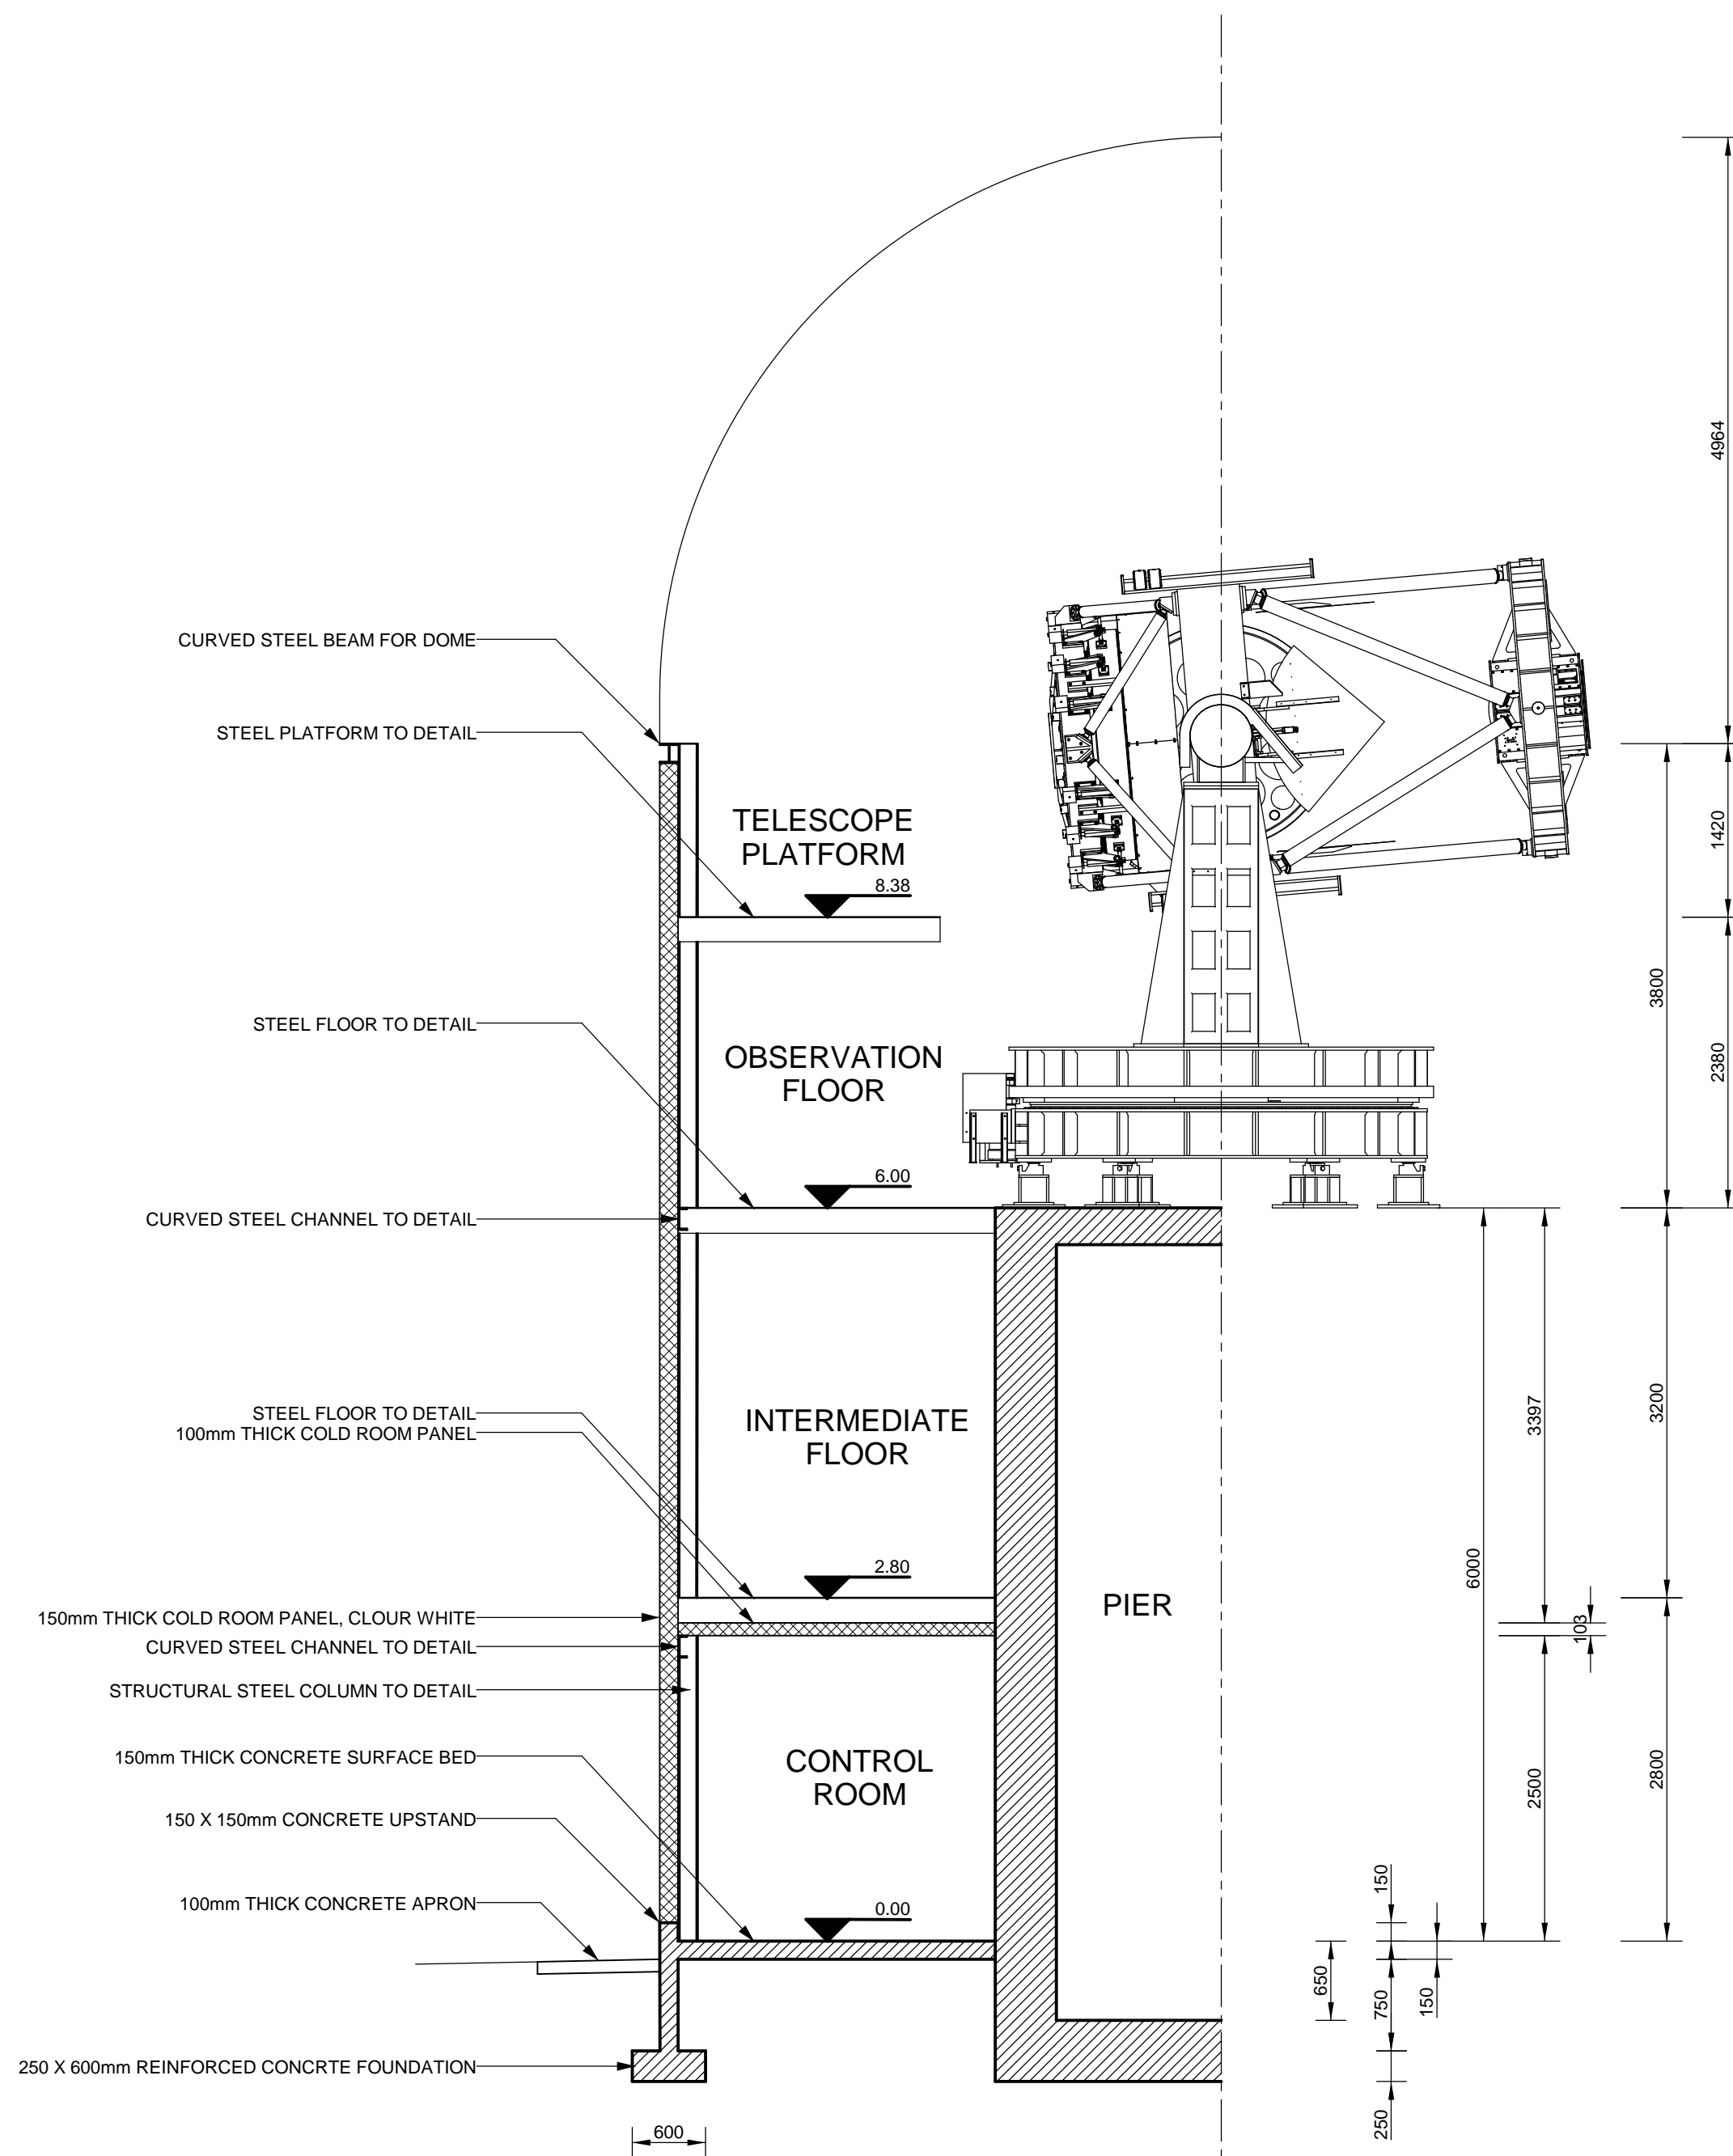 4964
CURVED STEEL BEAM FOR DOME
STEEL PLATFORM TO DETAIL
TELESCOPE
PLATFORM
8.38
1420
3800
2380
STEEL FLOOR TO DETAIL
OBSERVATION
FLOOR
6.00
CURVED STEEL CHANNEL TO DETAIL
STEEL FLOOR TO DETAIL
100mm THICK COLD ROOM PANEL
INTERMEDIATE
FLOOR
3397
3200
2.80
6000
PIER
103
150mm THICK COLD ROOM PANEL, CLOUR WHITE
CURVED STEEL CHANNEL TO DETAIL
STRUCTURAL STEEL COLUMN TO DETAIL
150mm THICK CONCRETE SURFACE BED
CONTROL
ROOM
2500
2800
150 X 150mm CONCRETE UPSTAND
100mm THICK CONCRETE APRON
0.00
150
650
750
150
250 X 600mm REINFORCED CONCRTE FOUNDATION
250
600